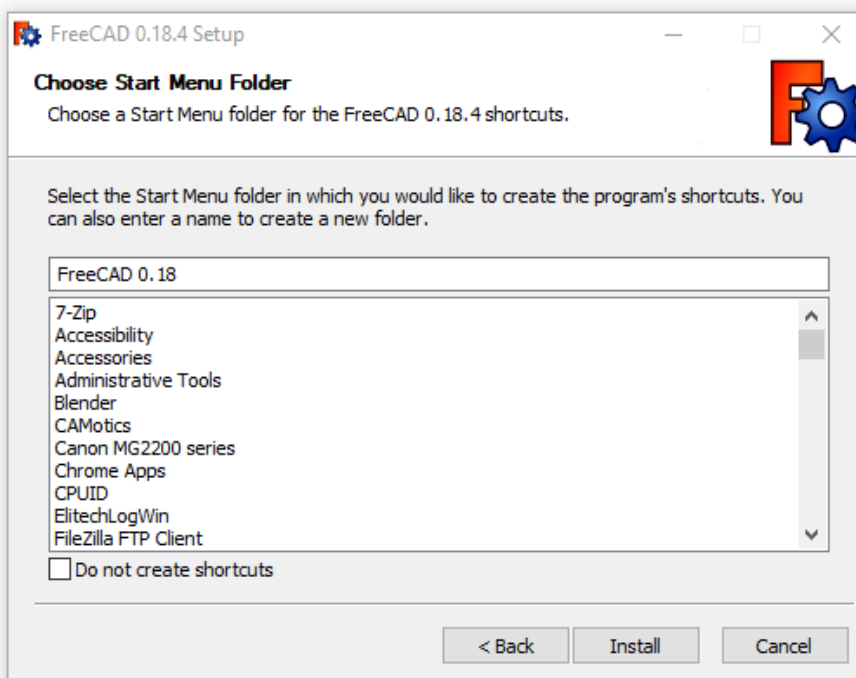 FreeCAD 0.18.4 Setup
Choose Start Menu Folder
Choose a Start Menu folder for the FreeCAD 0.18.4 shortcuts.
Select the Start Menu folder in which you would like to create the program's shortcuts. You
can also enter a name to create a new folder.
FreeCAD 0.18
7-Zip
Accessibility
Accessories
Administrative Tools
Blender
CAMotics
Canon MG2200 series
Chrome Apps
CPUID
ElitechLogWin
FileZilla FTP Client
Do not create shortcuts
< Back Install Cancel